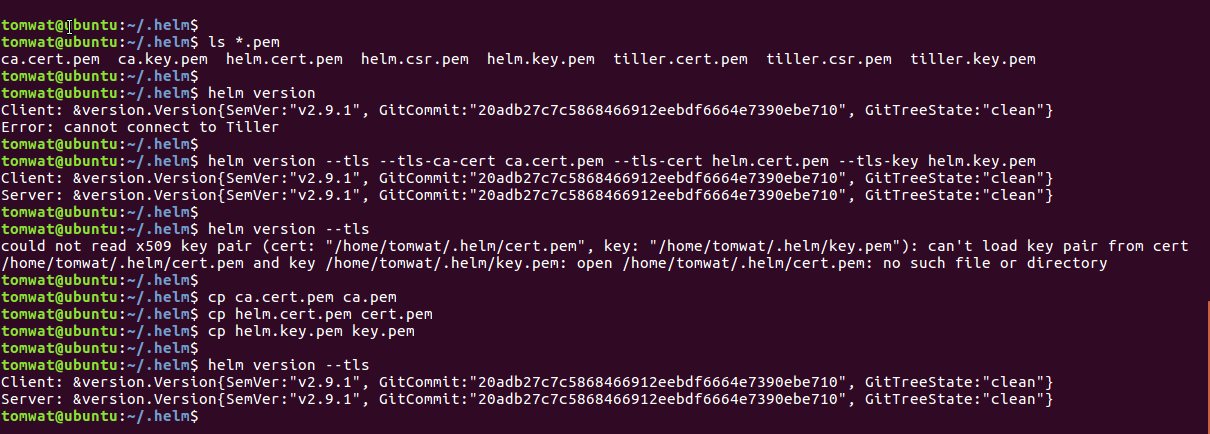 tomwat@ubuntu:~/.helm$
tomwat@ubuntu:~/.helm$ ls *.pem
ca.cert.pem  ca.key.pem  helm.cert.pem  helm.csr.pem  helm.key.pem  tiller.cert.pem  tiller.csr.pem  tiller.key.pem
tomwat@ubuntu:~/.helm$
tomwat@ubuntu:~/.helm$ helm version
Client: &version.Version{SemVer:"v2.9.1", GitCommit:"20adb27c7c5868466912eebdf6664e7390ebe710", GitTreeState:"clean"}
Error: cannot connect to Tiller
tomwat@ubuntu:~/.helm$
tomwat@ubuntu:~/.helm$ helm version --tls --tls-ca-cert ca.cert.pem --tls-cert helm.cert.pem --tls-key helm.key.pem
Client: &version.Version{SemVer:"v2.9.1", GitCommit:"20adb27c7c5868466912eebdf6664e7390ebe710", GitTreeState:"clean"}
Server: &version.Version{SemVer:"v2.9.1", GitCommit:"20adb27c7c5868466912eebdf6664e7390ebe710", GitTreeState:"clean"}
tomwat@ubuntu:~/.helm$
tomwat@ubuntu:~/.helm$ helm version --tls
could not read x509 key pair (cert: "/home/tomwat/.helm/cert.pem", key: "/home/tomwat/.helm/key.pem"): can't load key pair from cert
/home/tomwat/.helm/cert.pem and key /home/tomwat/.helm/key.pem: open /home/tomwat/.helm/cert.pem: no such file or directory
tomwat@ubuntu:~/.helm$
tomwat@ubuntu:~/.helm$ cp ca.cert.pem ca.pem
tomwat@ubuntu:~/.helm$ cp helm.cert.pem cert.pem
tomwat@ubuntu:~/.helm$ cp helm.key.pem key.pem
tomwat@ubuntu:~/.helm$
tomwat@ubuntu:~/.helm$ helm version --tls
Client: &version.Version{SemVer:"v2.9.1", GitCommit:"20adb27c7c5868466912eebdf6664e7390ebe710", GitTreeState:"clean"}
Server: &version.Version{SemVer:"v2.9.1", GitCommit:"20adb27c7c5868466912eebdf6664e7390ebe710", GitTreeState:"clean"}
tomwat@ubuntu:~/.helm$